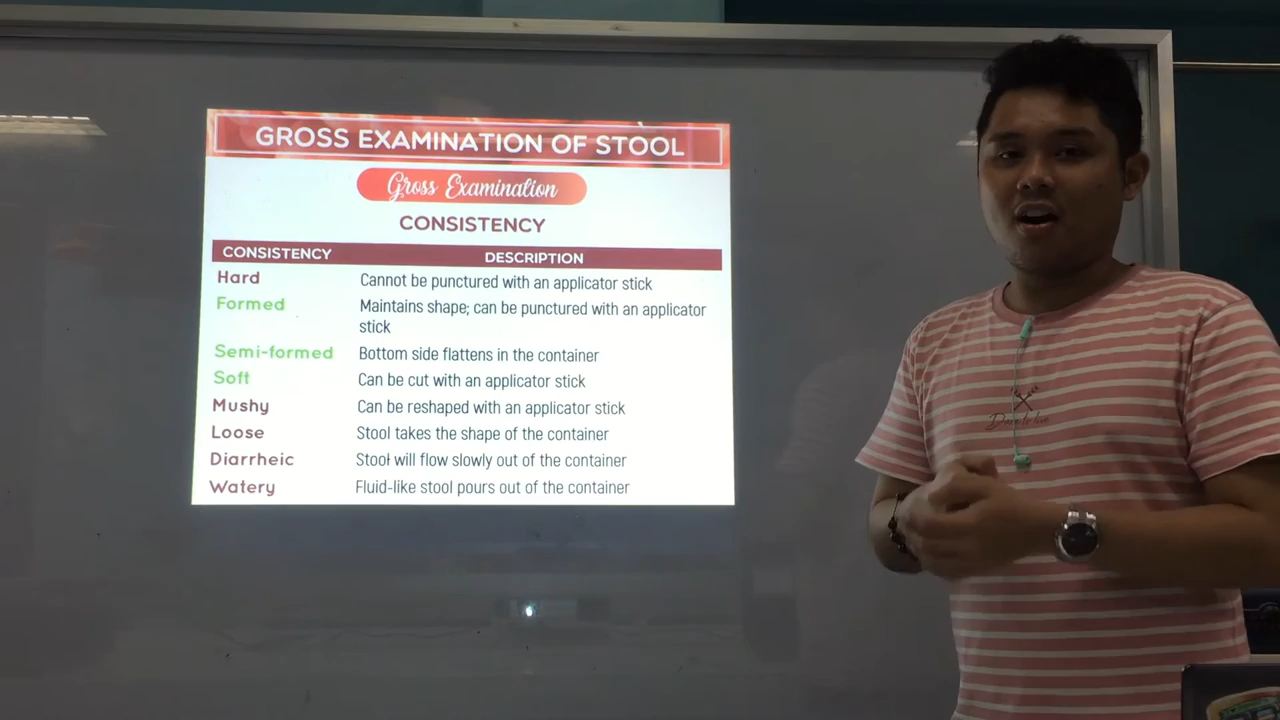 GROSS EXAMINATION OF STOOL
Gross Examination
CONSISTENCY
CONSISTENCY DESCRIPTION
Hard Cannot be punctured with an applicator stick
Formed Maintains shape; can be punctured with an applicator
stick
Semi-formed Bottom side flattens in the container
Soft Can be cut with an applicator stick
Mushy Can be reshaped with an applicator stick
Loose Stool takes the shape of the container
Diarrheic Stool will flow slowly out of the container
Watery Fluid-like stool pours out of the container
Dare to love